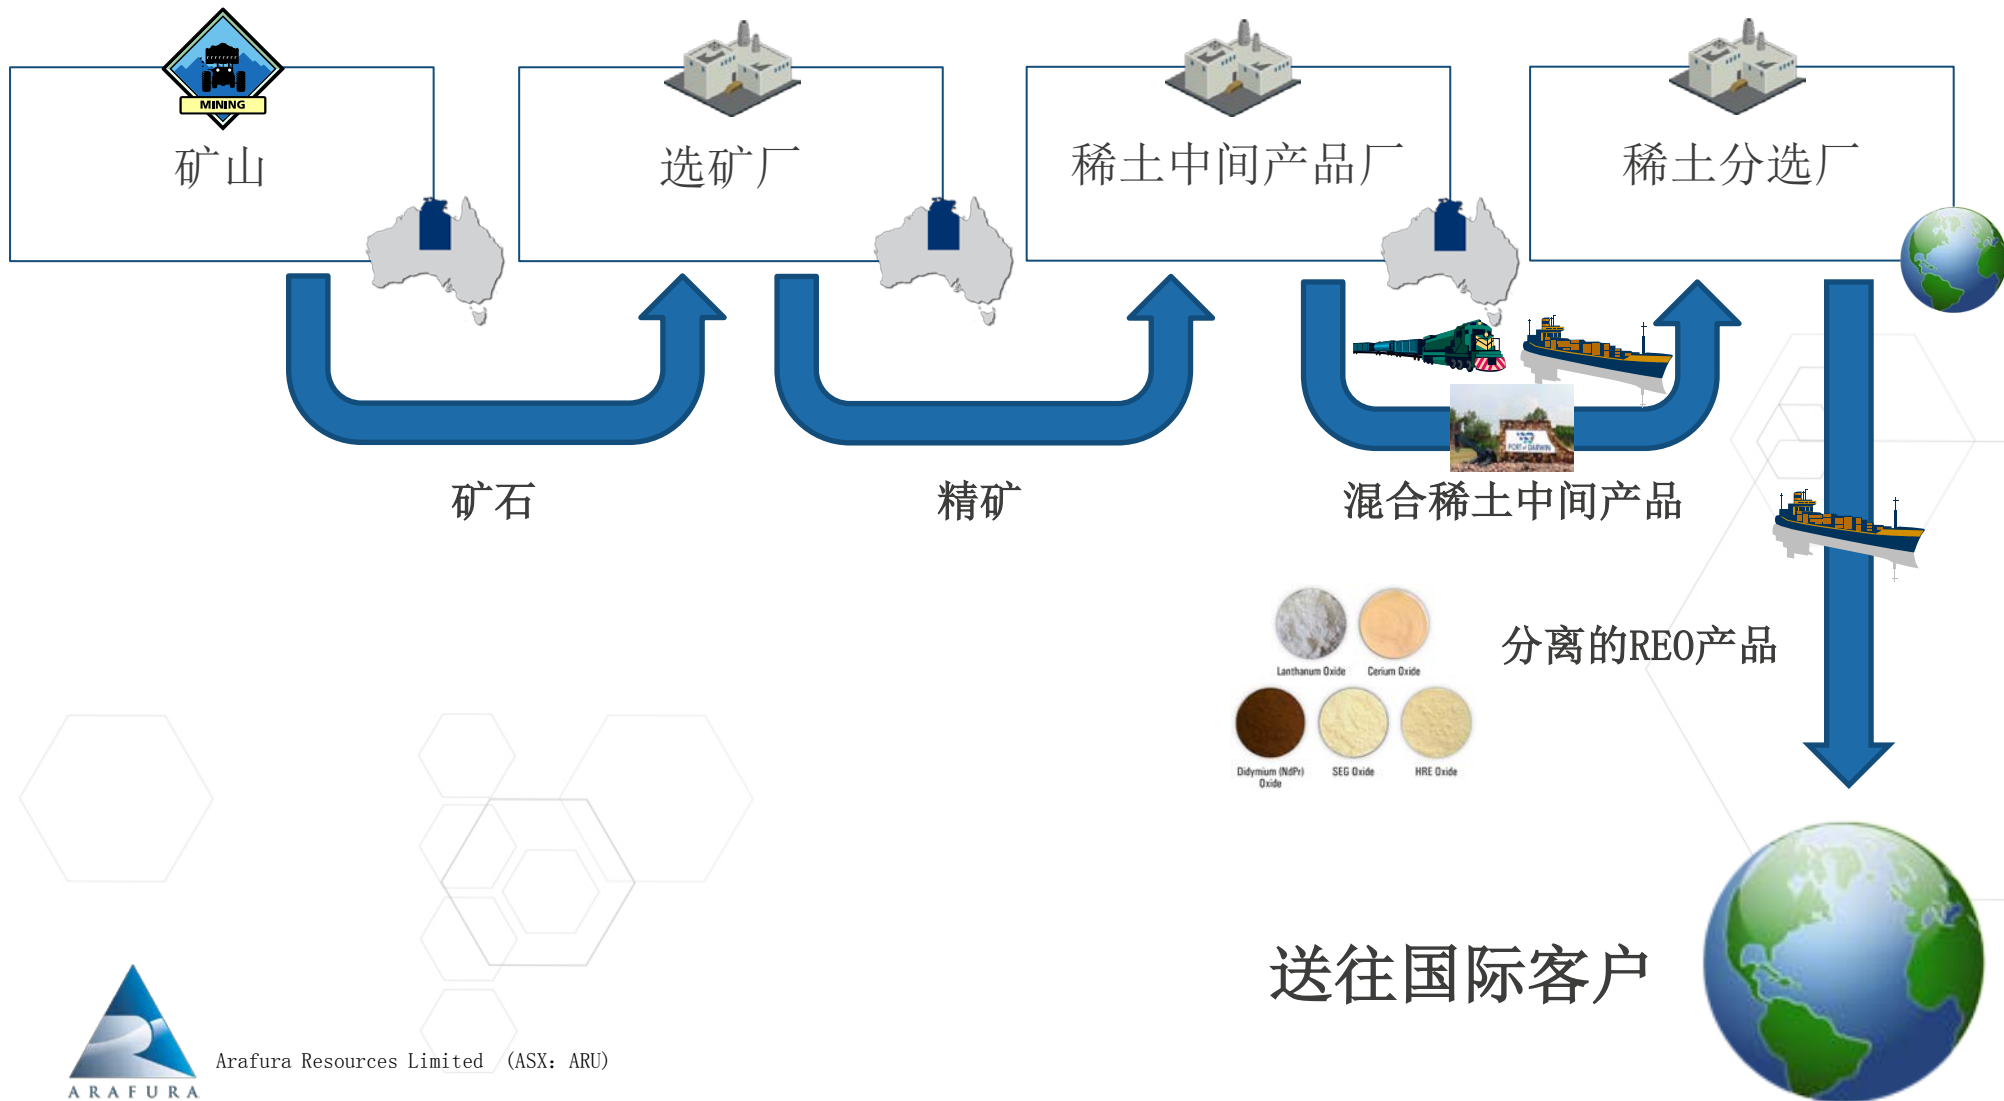 MINING
矿山
选矿厂
稀土中间产品厂
稀土分选厂
PORT of DARWIN
矿石
精矿
混合稀土中间产品
分离的REO产品
Lanthanum Oxide
Cerium Oxide
Didymium (NdPr)
Oxide
SEG Oxide
HRE Oxide
送往国际客户
ARAFURA
Arafura Resources Limited (ASX: ARU)